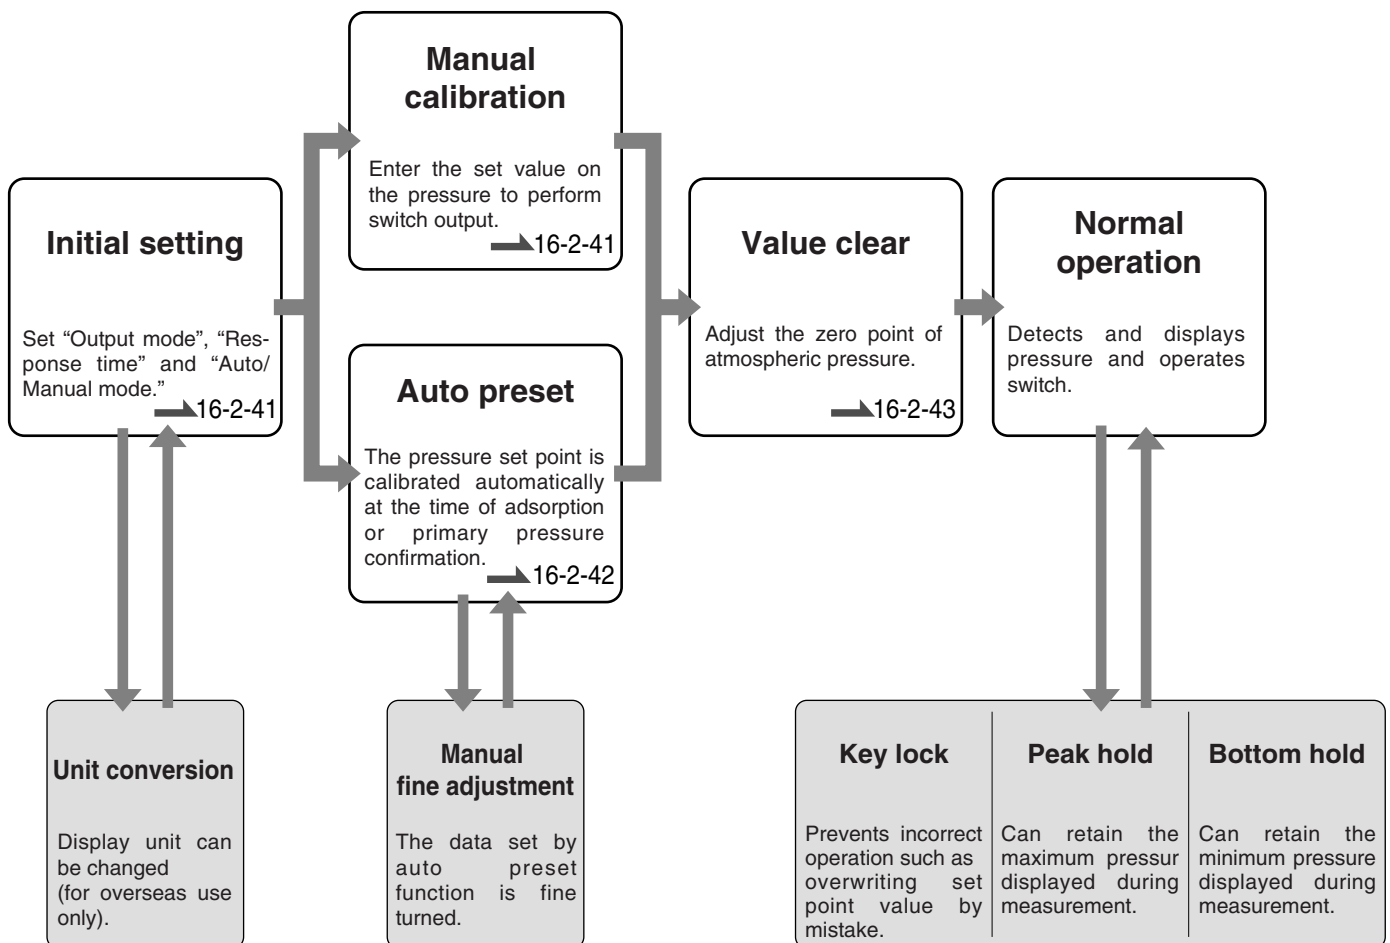 Initial setting
Set “Output mode”, “Res-
ponse time” and “Auto/
Manual mode.”
16-2-41
Manual
calibration
Enter the set value on
the pressure to perform
switch output.
16-2-41
Auto preset
The pressure set point is
calibrated automatically
at the time of adsorption
or primary pressure
confirmation.
16-2-42
Value clear
Adjust the zero point of
atmospheric pressure.
16-2-43
Normal
operation
Detects and displays
pressure and operates
switch.
Unit conversion
Display unit can
be changed
(for overseas use
only).
Manual
fine adjustment
The data set by
auto preset
function is fine
turned.
Key lock
Prevents incorrect
operation such as
overwriting set
point value by
mistake.
Peak hold
Can retain the
maximum pressur
displayed during
measurement.
Bottom hold
Can retain the
minimum pressure
displayed during
measurement.